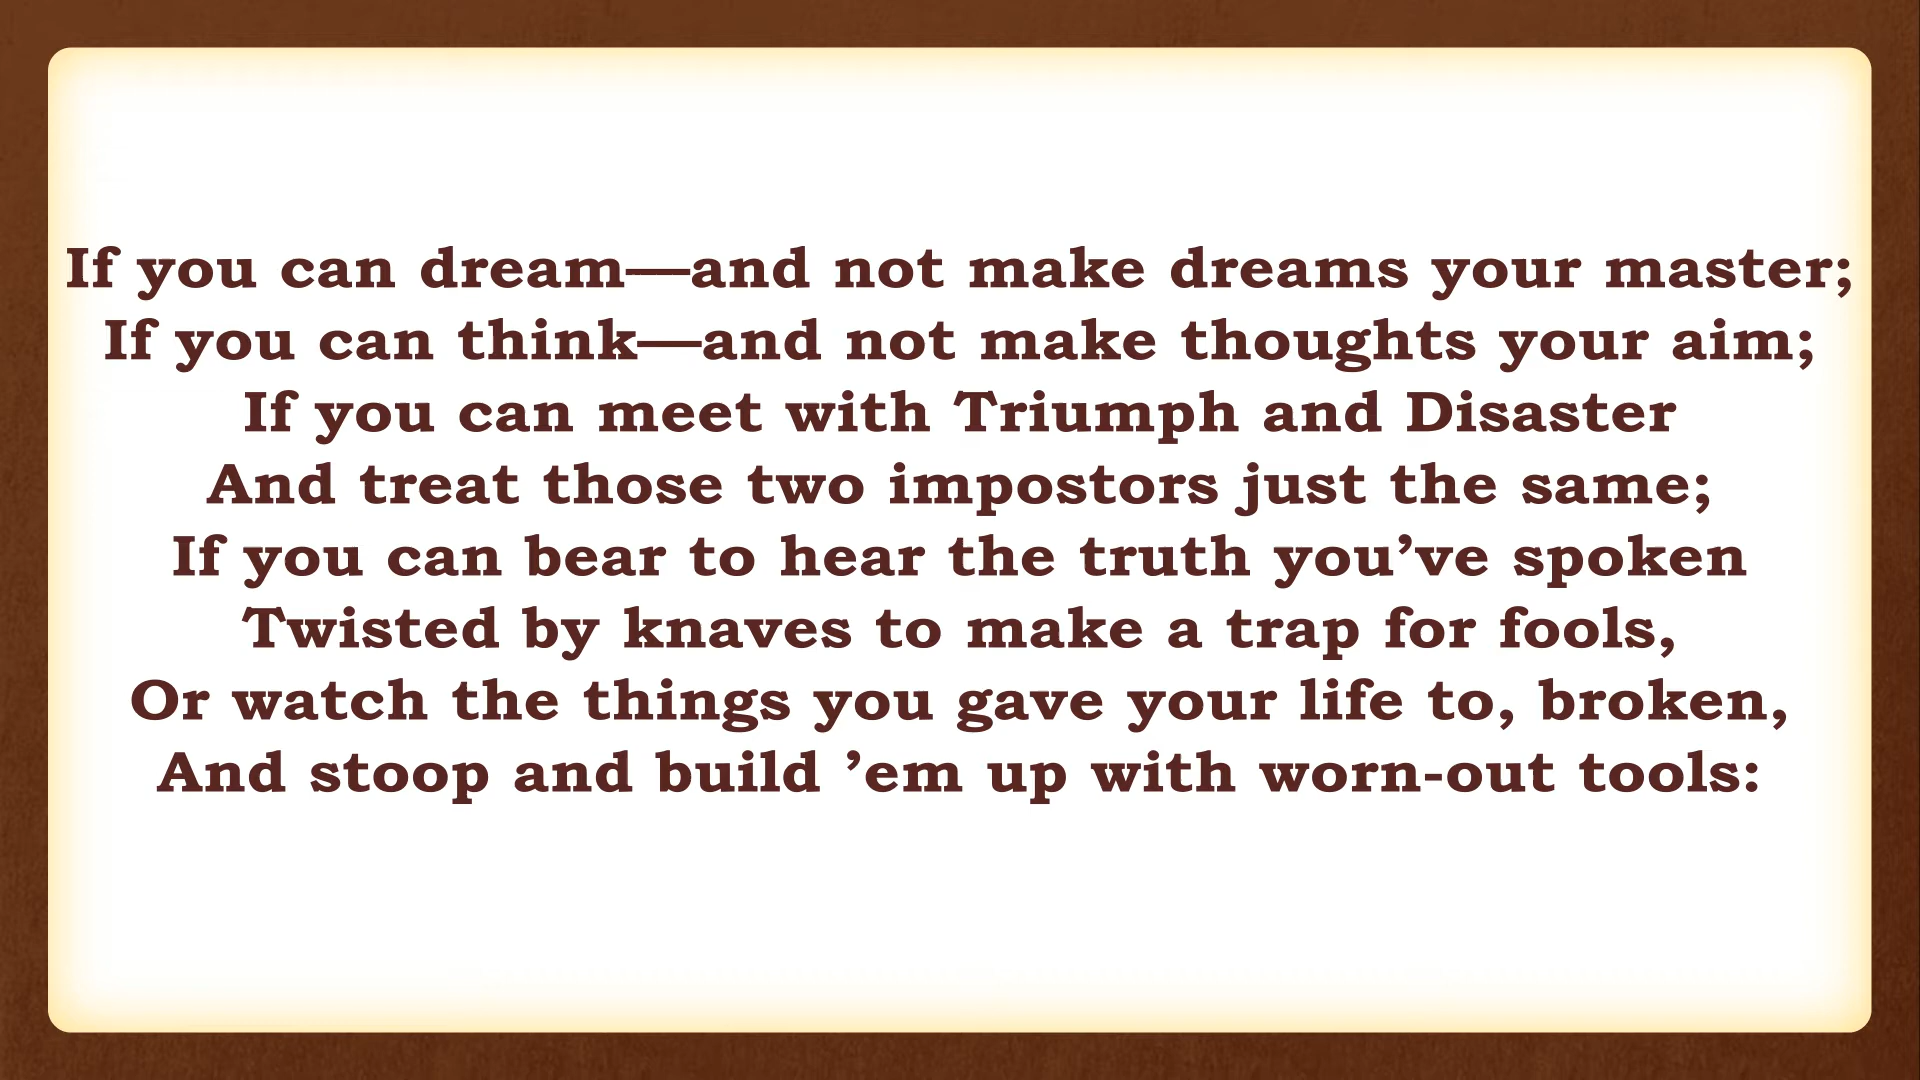 If you can dream—and not make dreams your master;
If you can think—and not make thoughts your aim;
If you can meet with Triumph and Disaster
And treat those two impostors just the same;
If you can bear to hear the truth you’ve spoken
Twisted by knaves to make a trap for fools,
Or watch the things you gave your life to, broken,
And stoop and build ’em up with worn-out tools: